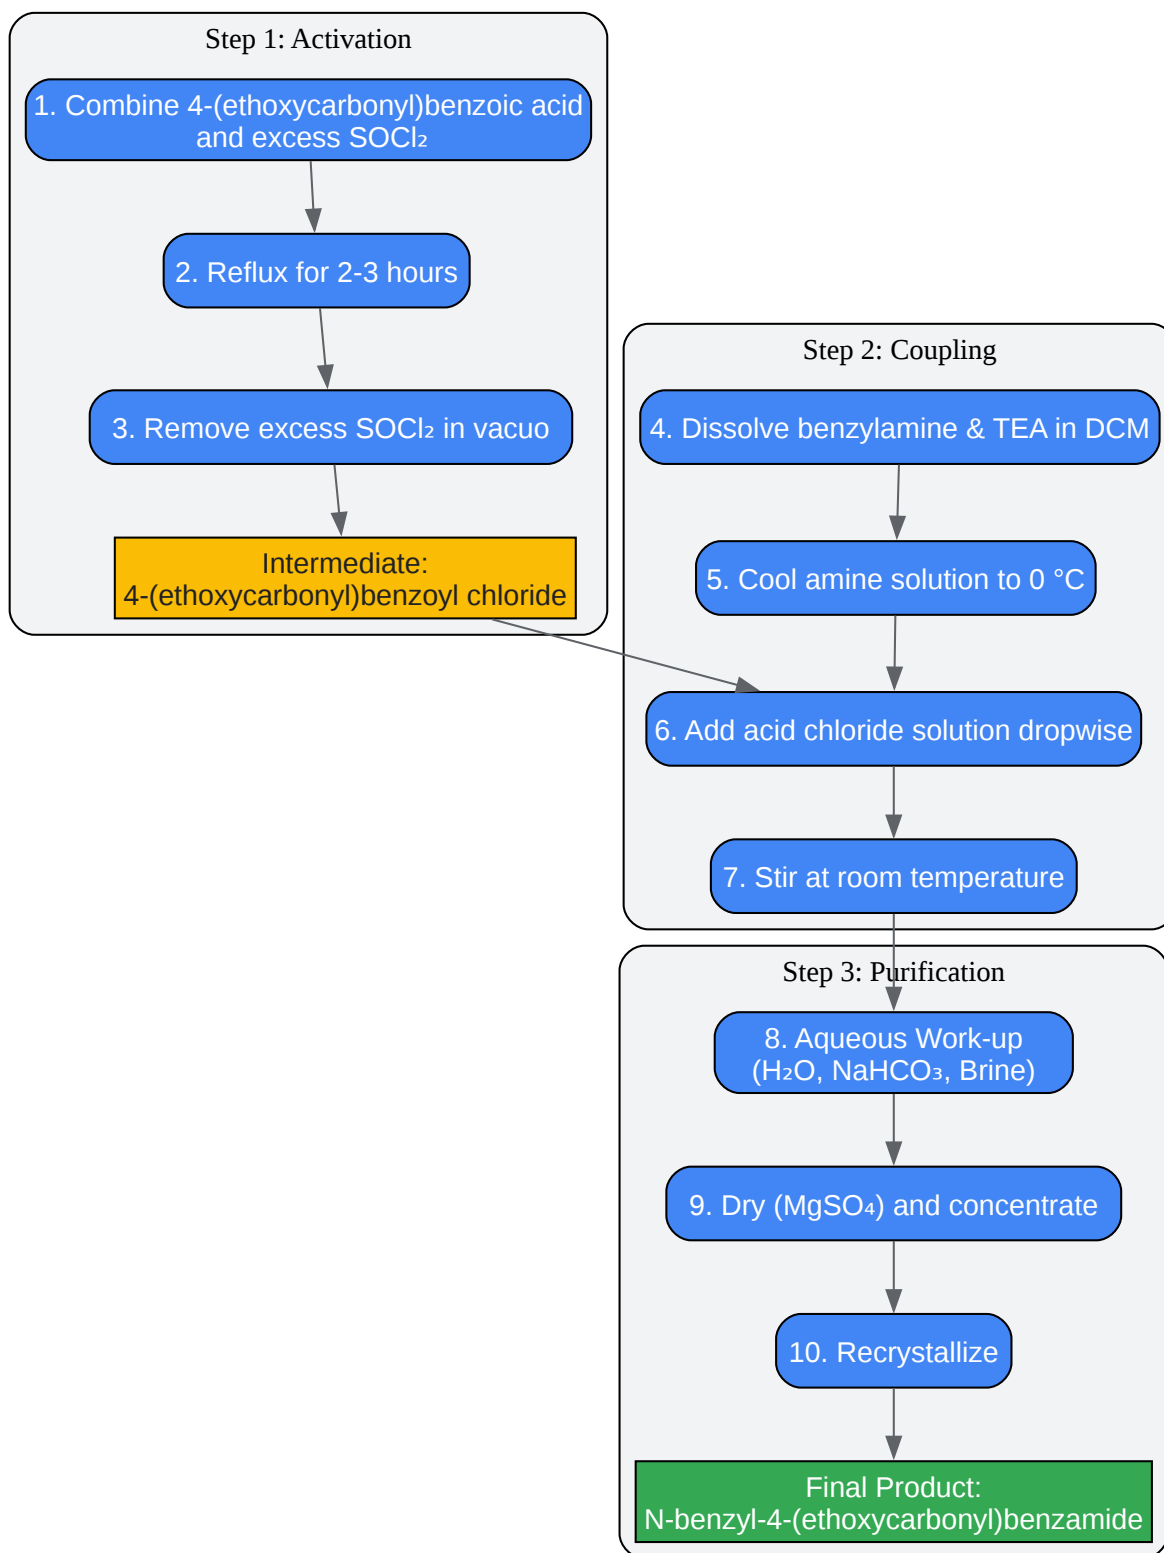 Step 1: Activation
1. Combine 4-(ethoxycarbonyl)benzoic acid
and excess SOCl₂
2. Reflux for 2-3 hours
3. Remove excess SOCl₂ in vacuo
Intermediate:
4-(ethoxycarbonyl)benzoyl chloride
Step 2: Coupling
4. Dissolve benzylamine & TEA in DCM
5. Cool amine solution to 0 °C
6. Add acid chloride solution dropwise
7. Stir at room temperature
Step 3: Purification
8. Aqueous Work-up
(H₂O, NaHCO₃, Brine)
9. Dry (MgSO₄) and concentrate
10. Recrystallize
Final Product:
N-benzyl-4-(ethoxycarbonyl)benzamide